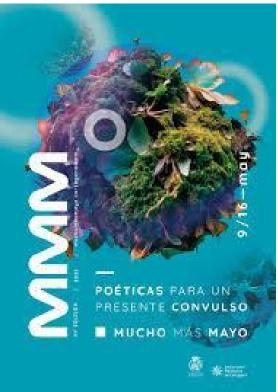 MMM
9/16—may
POÉTICAS PARA UN
PRESENTE CONVULSO
MUCHO MÁS MAYO